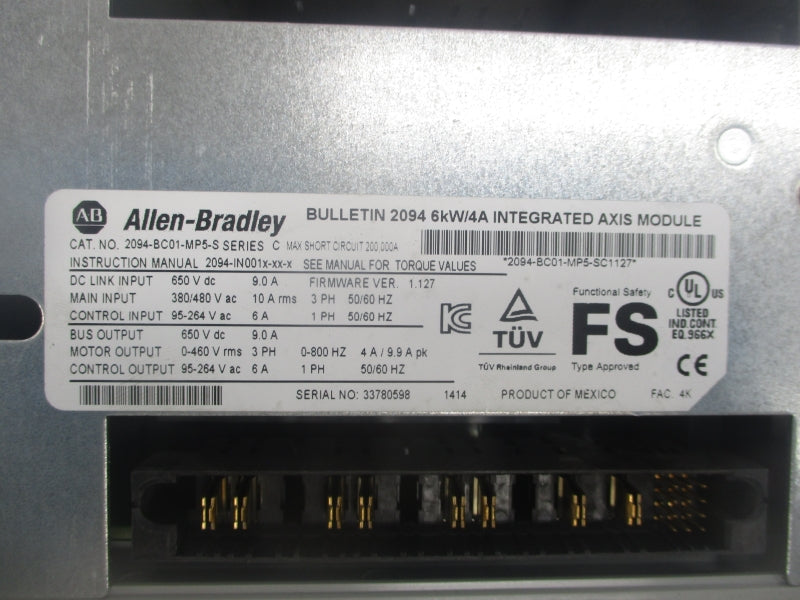 AB Allen-Bradley BULLETIN 2094 6kW/4A INTEGRATED AXIS MODULE
CAT. NO. 2094-BC01-MP5-S SERIES C MAX SHORT CIRCUIT 200,000A
INSTRUCTION MANUAL 2094-IN001x-xx-x SEE MANUAL FOR TORQUE VALUES *2094-BC01-MP5-SC1127*
DC LINK INPUT 650 V dc 9.0 A FIRMWARE VER. 1.127
MAIN INPUT 380/480 V ac 10 A rms 3 PH 50/60 HZ
CONTROL INPUT 95-264 V ac 6 A 1 PH 50/60 HZ
BUS OUTPUT 650 V dc 9.0 A
MOTOR OUTPUT 0-460 V rms 3 PH 0-800 HZ 4 A / 9.9 A pk
CONTROL OUTPUT 95-264 V ac 6 A 1 PH 50/60 HZ
KC
TÜV
TÜV Rheinland Group
Functional Safety
FS
Type Approved
C UL US
LISTED
IND.CONT.
EQ.966X
CE
SERIAL NO: 33780598 1414 PRODUCT OF MEXICO FAC. 4K